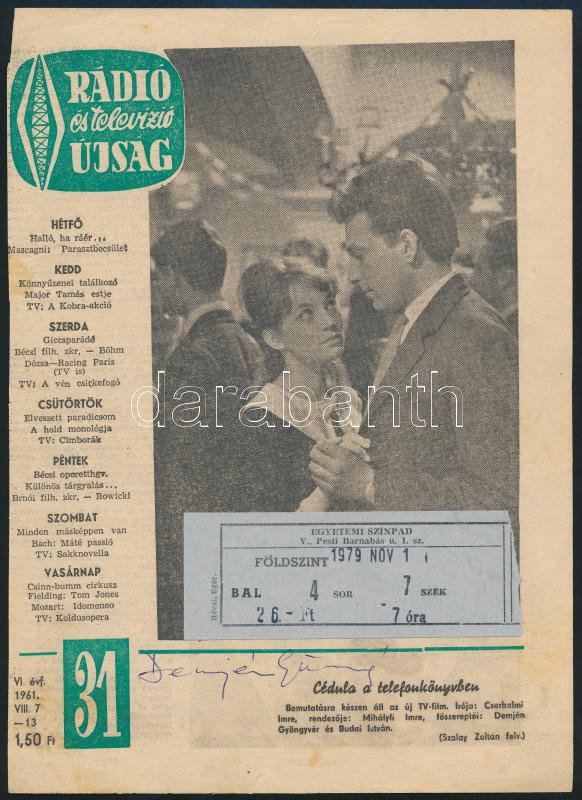 RÁDIÓ
és televízió
ÚJSÁG
HÉTFŐ
Halló, ha ráér...
Mascagni: Parasztbecsület
KEDD
Könnyűzenei találkozó
Major Tamás estje
TV: A Kobra-akció
SZERDA
Giccsparádé
Bécsi filh. zkr, — Böhm
Dózsa—Racing Paris
(TV is)
TV: A vén csirkefogó
CSÜTÖRTÖK
Elveszett paradicsom
A hold monológja
TV: Cimborák
PÉNTEK
Bécsi operetthgv.
Különös tárgyalás...
Brnói filh. zkr, — Rowicki
SZOMBAT
Minden másképpen van
Bach: Máté passió
TV: Sakknovella
VASÁRNAP
Csinn-bumm cirkusz
Fielding: Tom Jones
Mozart: Idomeneo
TV: Koldusopera
darabanth.com
EGYETEMI SZÍNPAD
V., Pesti Barnabás u. 1. sz.
FÖLDSZINT 1979 NOV 1
BAL 4 SOR 7 SZÉK
26.- Ft 7 óra
Révai, Eger.
VI. évf.
1961.
VIII. 7
—13
1,50 Ft
31
Demjén Gyöngyvér
Cédula a telefonkönyvben
Bemutatásra készen áll az új TV-film. Írója: Cserhalmi
Imre, rendezője: Mihályfi Imre, főszereplői: Demjén
Gyöngyvér és Budai István.
(Szalay Zoltán felv.)